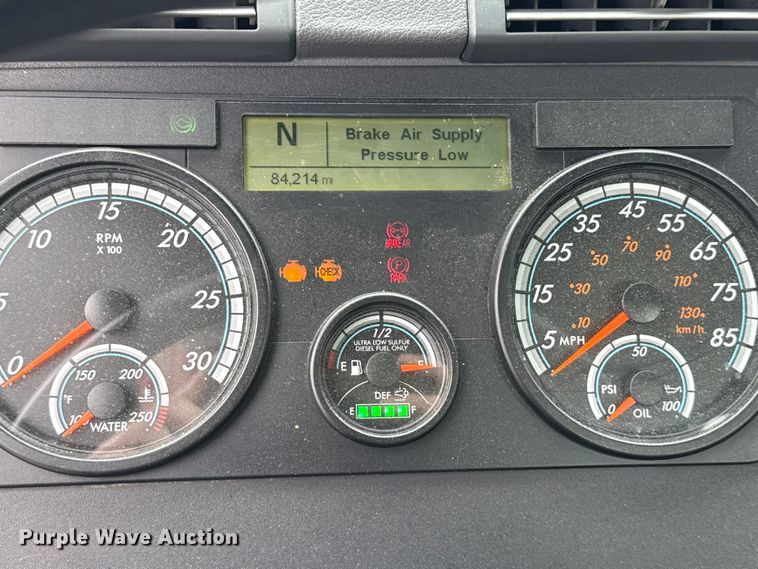 N
Brake Air Supply
Pressure Low
84,214 mi
0
5
10
15
20
25
30
RPM
X 100
100
150
200
250
°F
WATER
CHECK
BRAKE AIR
PARK
1/2
ULTRA LOW SULFUR
DIESEL FUEL ONLY
E
F
DEF
E
F
5
15
25
35
45
55
65
75
85
MPH
10
30
50
70
90
110
130
km/h
0
50
100
PSI
OIL
Purple Wave Auction